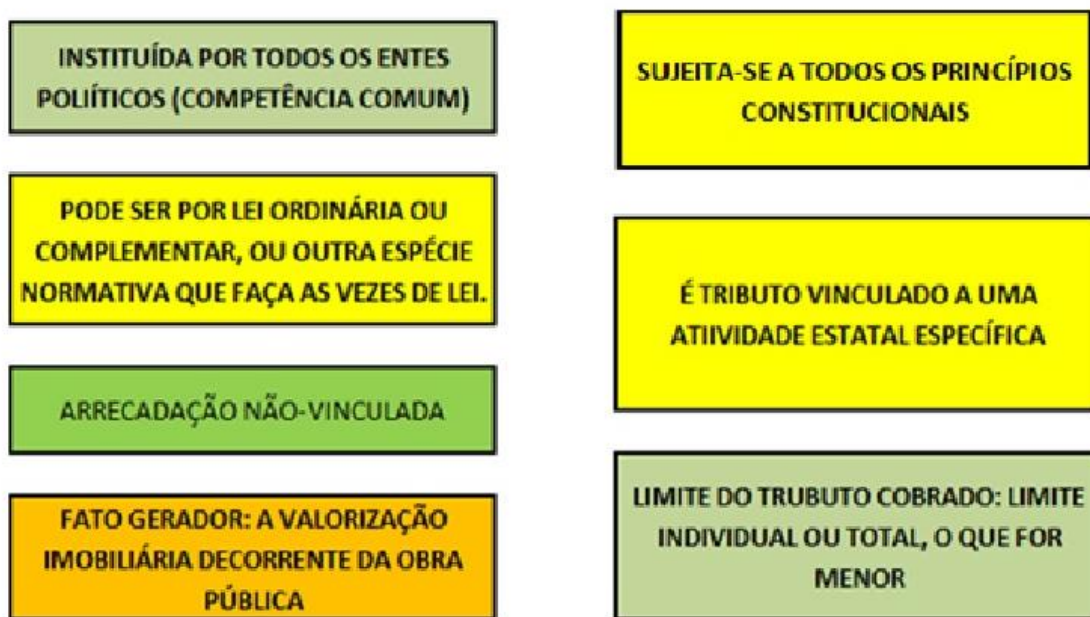 INSTITUÍDA POR TODOS OS ENTES
POLIÍTICOS (COMPETÊNCIA COMUM)
PODE SER POR LEI ORDINÁRIA OU
COMPLEMENTAR, OU OUTRA ESPÉCIE
NORMATIVA QUE FAÇA AS VEZES DE LEI.
ARRECADAÇÃO NÃO-VINCULADA
FATO GERADOR: A VALORIZAÇÃO
IMOBILIÁRIA DECORRENTE DA OBRA
PÚBLICA
SUJEITA-SE A TODOS OS PRINCÍPIOS
CONSTITUCIONAIS
É TRIBUTO VINCULADO A UMA
ATIIVIDADE ESTATAL ESPECÍFICA
LIMITE DO TRUBUTO COBRADO: LIMITE
INDIVIDUAL OU TOTAL, O QUE FOR
MENOR